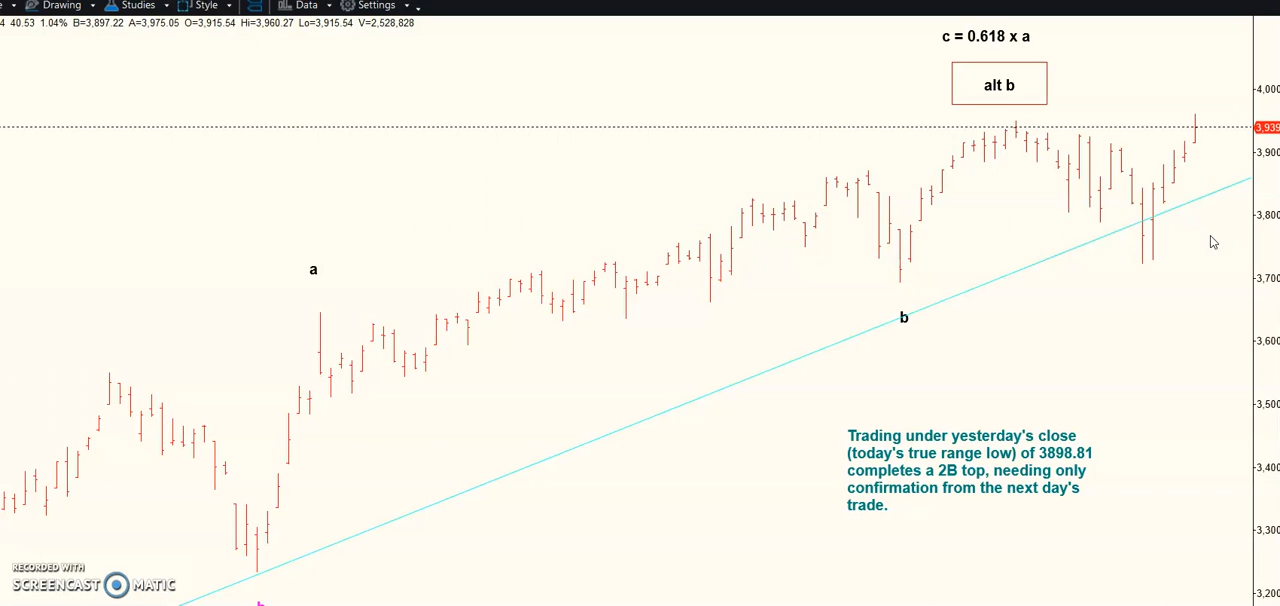 Drawing Studies Style Data Settings
4 40.53 1.04% B=3,897.22 A=3,975.05 O=3,915.54 Hi=3,960.27 Lo=3,915.54 V=2,528,828
c = 0.618 x a
alt b
4,000
3,939
3,900
3,800
a
3,700
b
3,600
3,500
Trading under yesterday's close
(today's true range low) of 3898.81
completes a 2B top, needing only
confirmation from the next day's
trade.
3,400
3,300
RECORDED WITH
SCREENCAST MATIC
3,200